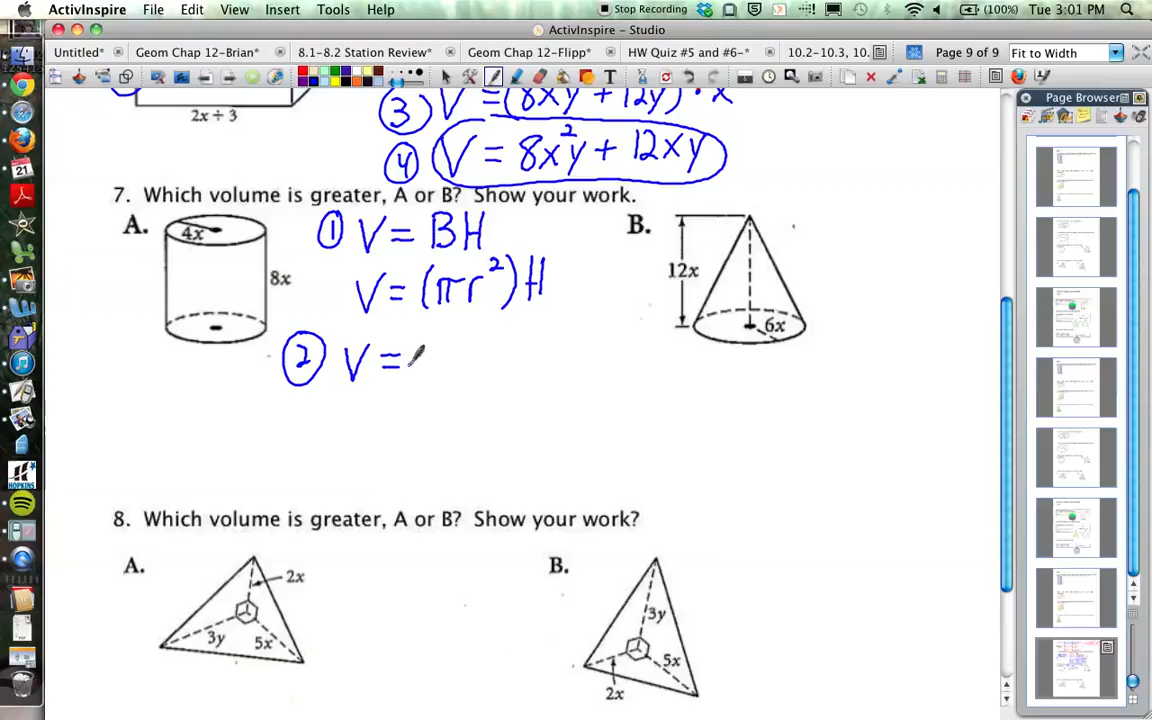 ActivInspire File Edit View Insert Tools Help Stop Recording (100%) Tue 3:01 PM
ActivInspire - Studio
Untitled* Geom Chap 12-Brian* 8.1-8.2 Station Review* Geom Chap 12-Flipp* HW Quiz #5 and #6-* 10.2-10.3, 10. Page 9 of 9 Fit to Width
Page Browser
2x + 3
③ V = (8xy + 12y) · x
④ V = 8x²y + 12xy
7. Which volume is greater, A or B? Show your work.
A. 4x 8x
① V = BH
V = (πr²)H
② V =
B. 12x 6x
8. Which volume is greater, A or B? Show your work?
A. 2x 3y 5x
B. 3y 5x 2x
21
HOPKINS